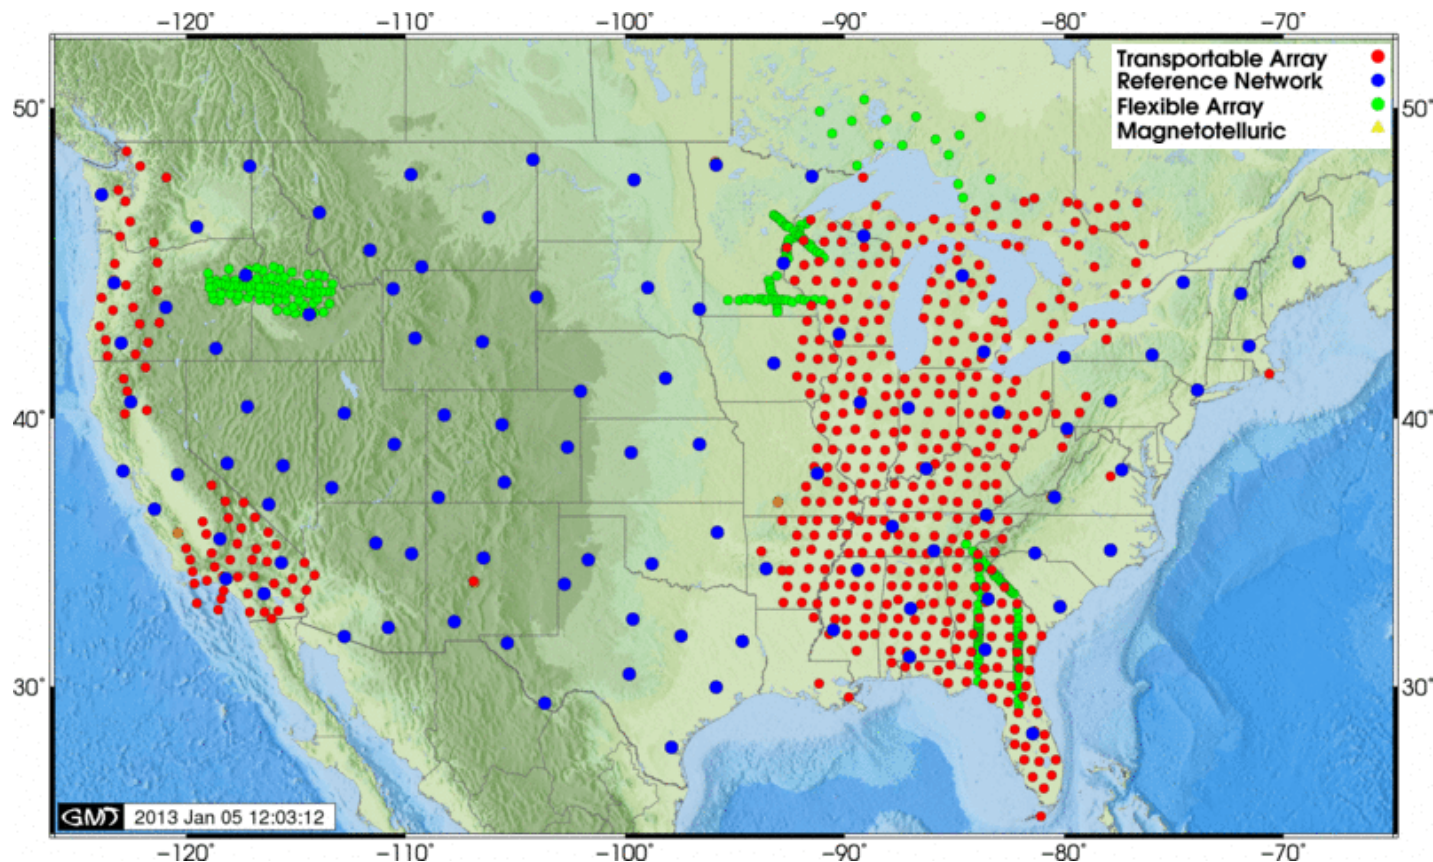 −120° −110° −100° −90° −80° −70°
Transportable Array
Reference Network
Flexible Array
Magnetotelluric
50° 50°
40° 40°
30° 30°
GMT 2013 Jan 05 12:03:12
−120° −110° −100° −90° −80° −70°